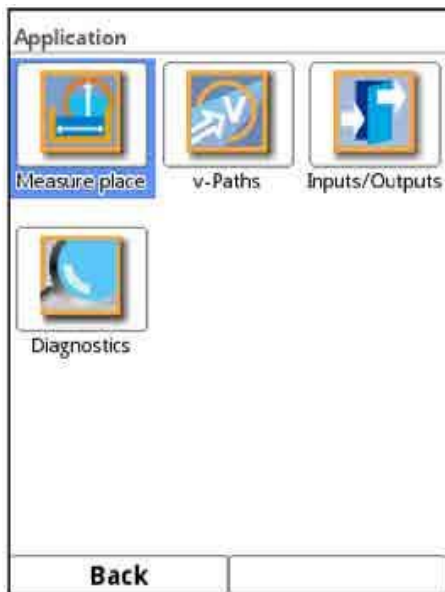 Application
Measure place v-Paths Inputs/Outputs
Diagnostics
Back